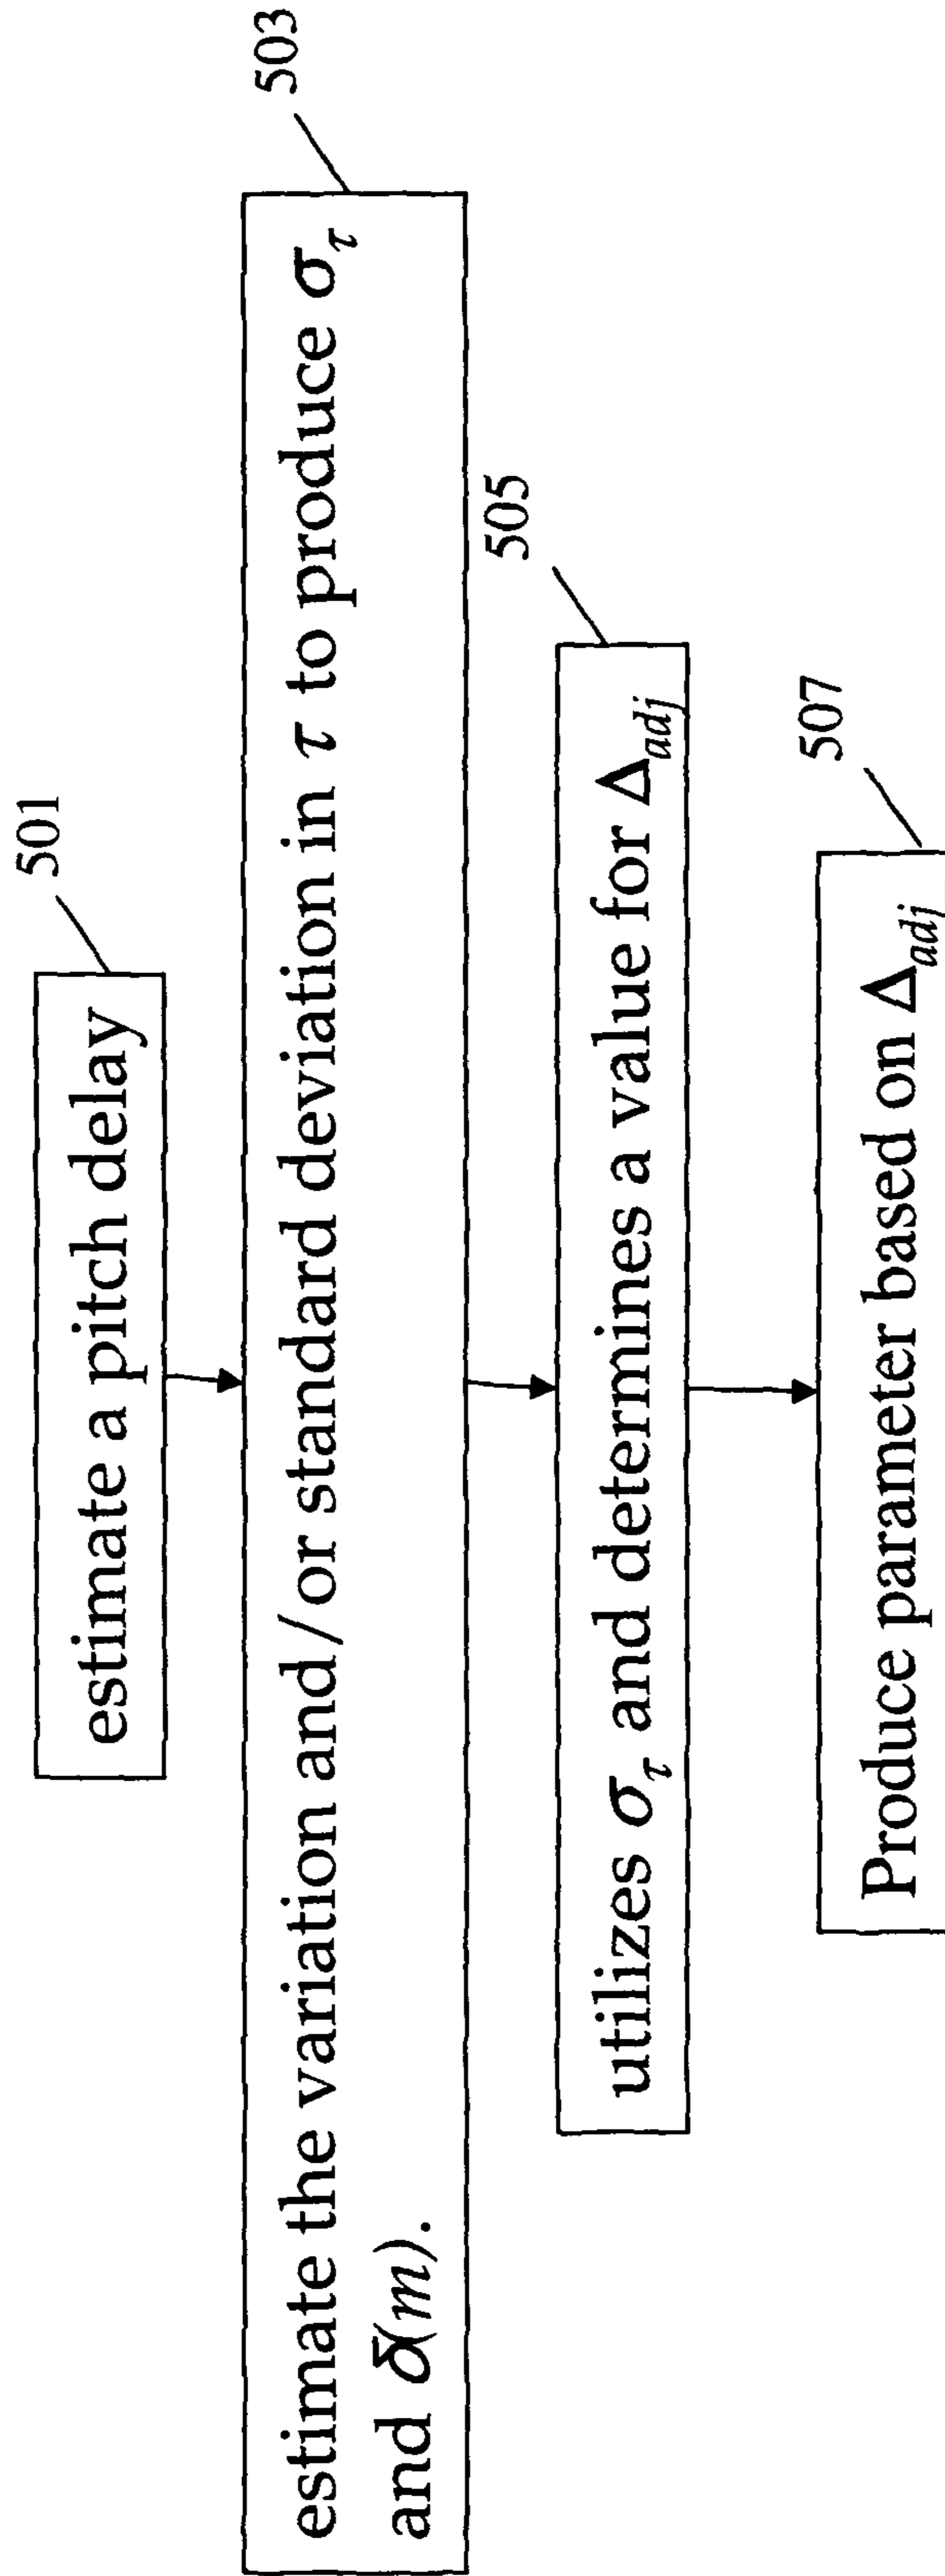 501
estimate a pitch delay
503
estimate the variation and/or standard deviation in τ to produce σ_τ
and δ(m).
505
utilizes σ_τ and determines a value for Δ_adj
507
Produce parameter based on Δ_adj